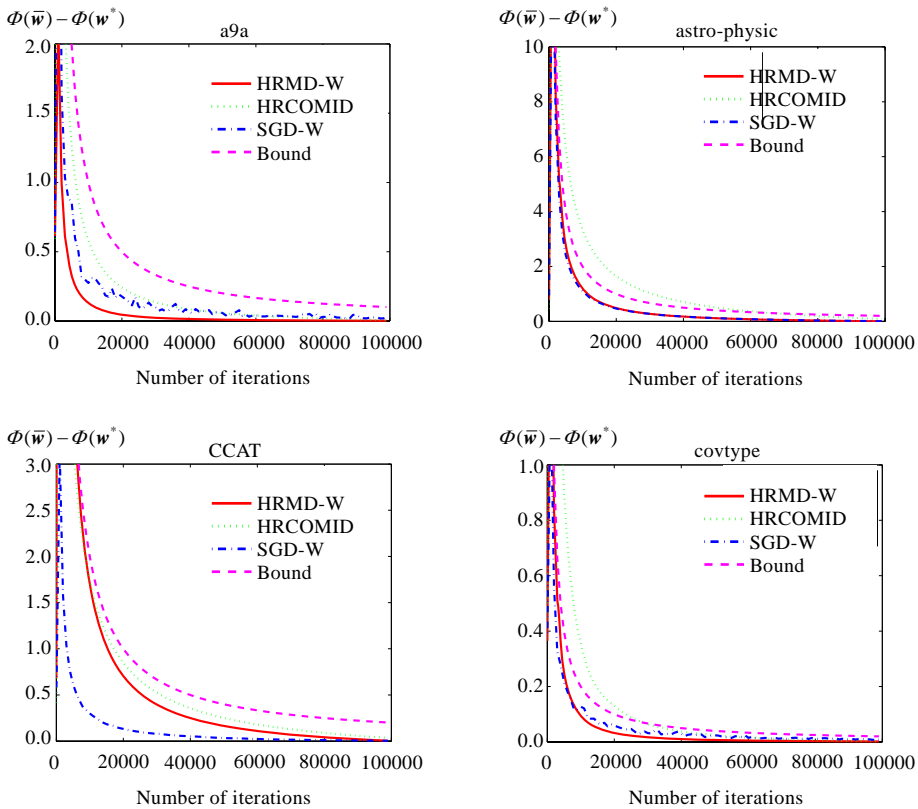 Φ(w̅) − Φ(w*)
a9a
2.0
1.5
1.0
0.5
0.0
HRMD-W
HRCOMID
SGD-W
Bound
0 20000 40000 60000 80000 100000
Number of iterations
Φ(w̅) − Φ(w*)
astro-physic
10
8
6
4
2
0
HRMD-W
HRCOMID
SGD-W
Bound
0 20000 40000 60000 80000 100000
Number of iterations
Φ(w̅) − Φ(w*)
CCAT
3.0
2.5
2.0
1.5
1.0
0.5
0.0
HRMD-W
HRCOMID
SGD-W
Bound
0 20000 40000 60000 80000 100000
Number of iterations
Φ(w̅) − Φ(w*)
covtype
1.0
0.8
0.6
0.4
0.2
0.0
HRMD-W
HRCOMID
SGD-W
Bound
0 20000 40000 60000 80000 100000
Number of iterations